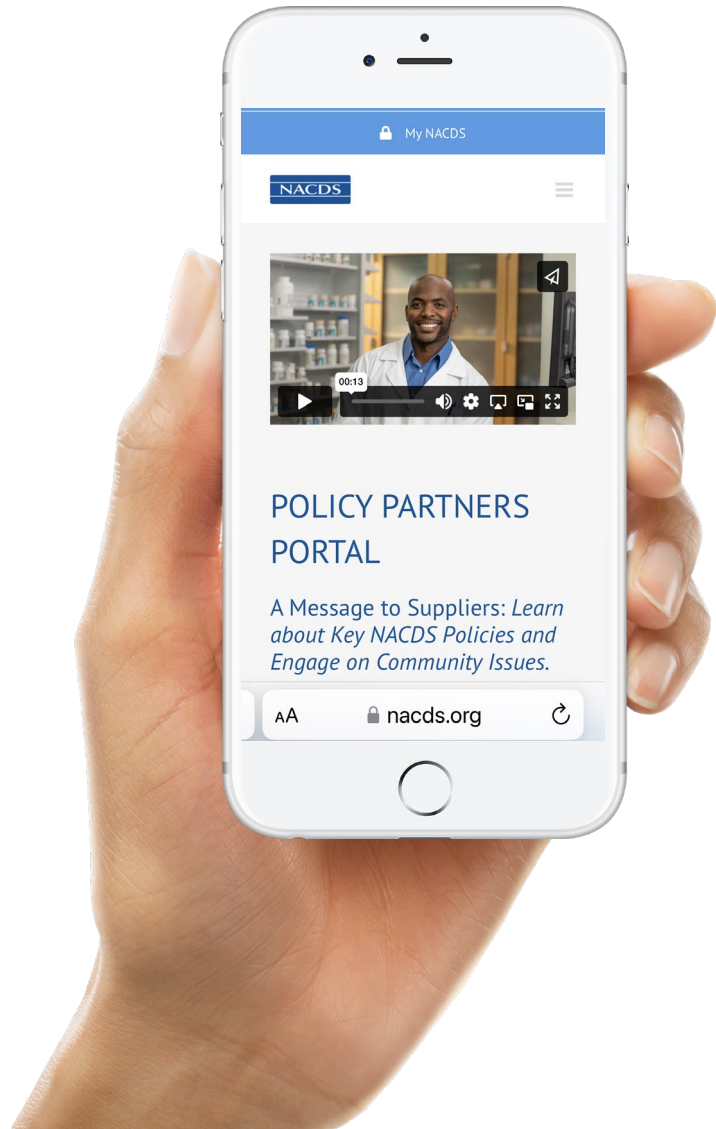 My NACDS
NACDS
00:13
POLICY PARTNERS
PORTAL
A Message to Suppliers: Learn
about Key NACDS Policies and
Engage on Community Issues.
AA nacds.org